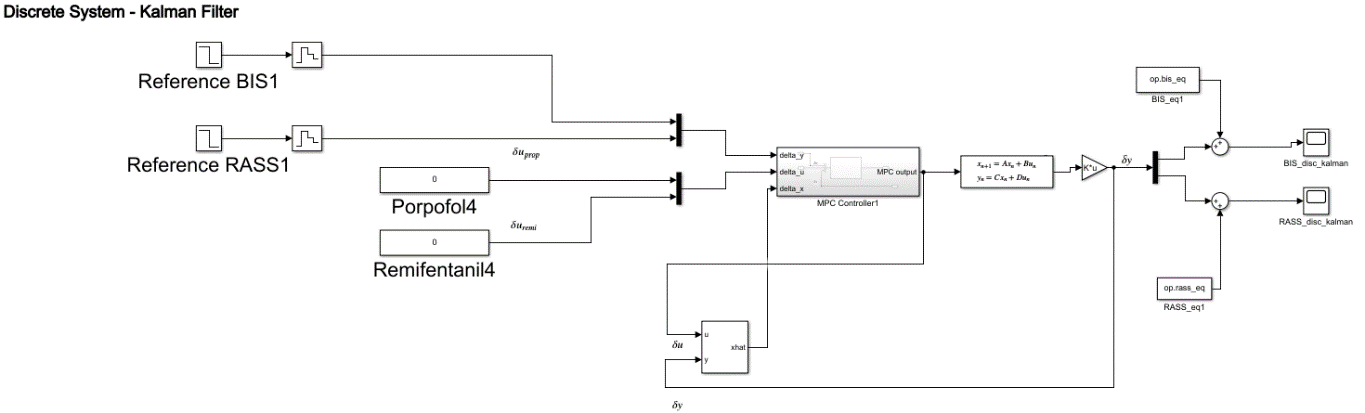 Discrete System - Kalman Filter
Reference BIS1
Reference RASS1
δu_prop
0
Porpofol4
δu_remi
0
Remifentanil4
delta_y
delta_u
delta_x
MPC output
MPC Controller1
x_{n+1} = Ax_n + Bu_n
y_n = Cx_n + Du_n
K*u
δy
op.bis_eq
BIS_eq1
++
BIS_disc_kalman
++
RASS_disc_kalman
op.rass_eq
RASS_eq1
δu
u
y
xhat
δy